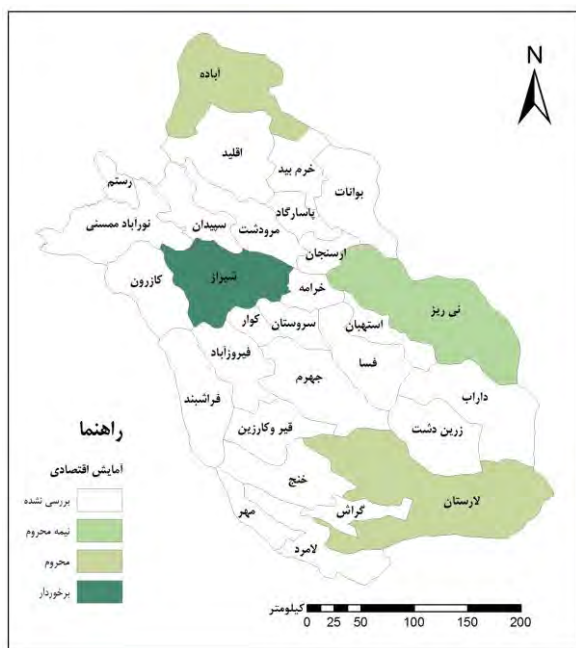 N
آباده
اقلید
خرم بید
بوانات
رستم
پاسارگاد
سپیدان
مرودشت
نورآباد ممسنی
ارسنجان
شیراز
کازرون
خرامه
نی ریز
کوار
سروستان
استهبان
فیروزآباد
فسا
جهرم
داراب
فراشبند
زرین دشت
قیر وکارزین
خنج
لارستان
گراش
مهر
لامرد
راهنما
آمایش اقتصادی
بررسی نشده
نیمه محروم
محروم
برخوردار
کیلومتر
0 25 50 100 150 200